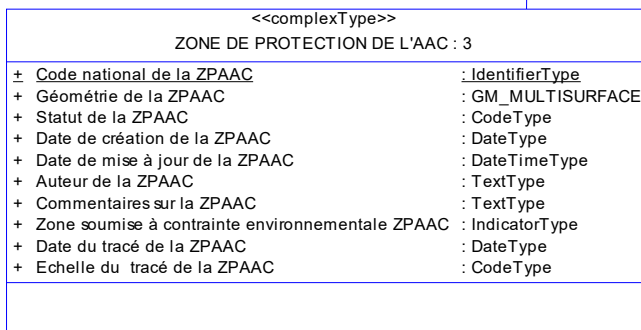 <<complexType>>
ZONE DE PROTECTION DE L'AAC : 3
+ Code national de la ZPAAC : IdentifierType
+ Géométrie de la ZPAAC : GM_MULTISURFACE
+ Statut de la ZPAAC : CodeType
+ Date de création de la ZPAAC : DateType
+ Date de mise à jour de la ZPAAC : DateTimeType
+ Auteur de la ZPAAC : TextType
+ Commentaires sur la ZPAAC : TextType
+ Zone soumise à contrainte environnementale ZPAAC : IndicatorType
+ Date du tracé de la ZPAAC : DateType
+ Echelle du tracé de la ZPAAC : CodeType